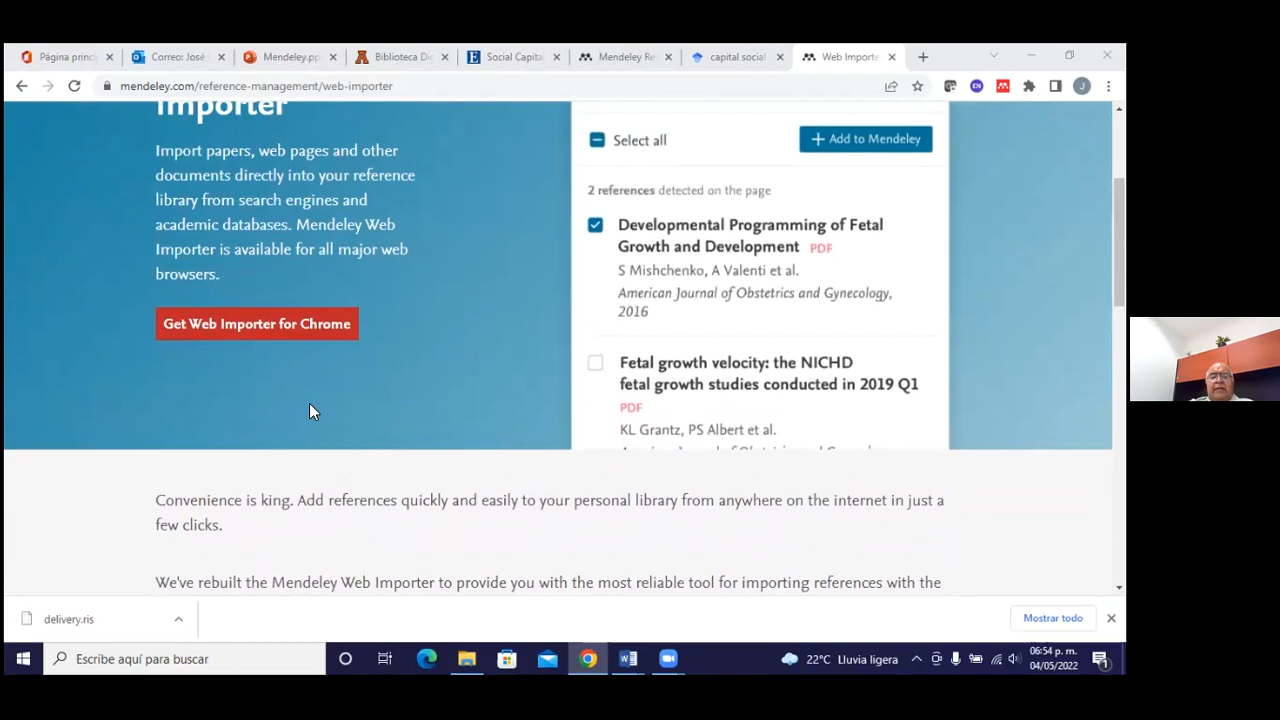 Página princi
Correo: José
Mendeley.pp
Biblioteca Di
Social Capita
Mendeley Re
capital social
Web Importe
mendeley.com/reference-management/web-importer
EN
J
Importer
Import papers, web pages and other
documents directly into your reference
library from search engines and
academic databases. Mendeley Web
Importer is available for all major web
browsers.
Get Web Importer for Chrome
Select all
+ Add to Mendeley
2 references detected on the page
Developmental Programming of Fetal
Growth and Development PDF
S Mishchenko, A Valenti et al.
American Journal of Obstetrics and Gynecology,
2016
Fetal growth velocity: the NICHD
fetal growth studies conducted in 2019 Q1
PDF
KL Grantz, PS Albert et al.
Convenience is king. Add references quickly and easily to your personal library from anywhere on the internet in just a
few clicks.
We've rebuilt the Mendeley Web Importer to provide you with the most reliable tool for importing references with the
delivery.ris
Mostrar todo
Escribe aquí para buscar
22°C Lluvia ligera
06:54 p. m.
04/05/2022
1